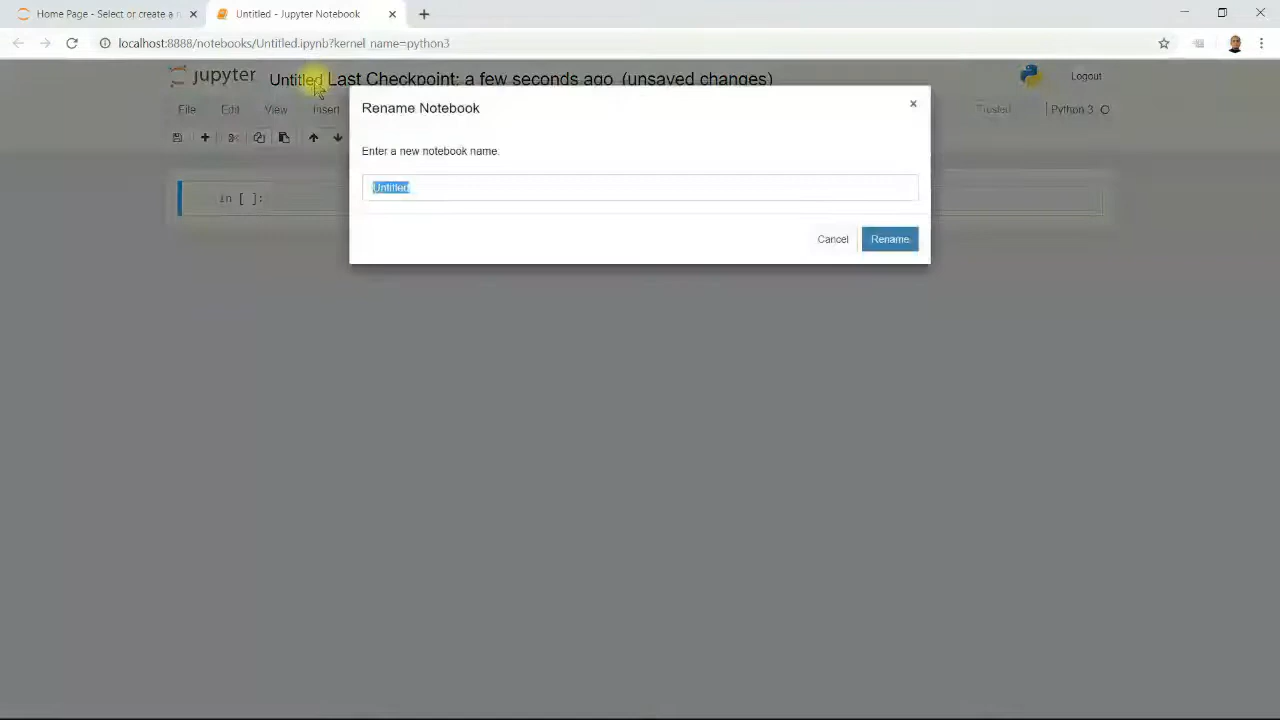 Home Page - Select or create a n
Untitled - Jupyter Notebook
localhost:8888/notebooks/Untitled.ipynb?kernel_name=python3
jupyter Untitled Last Checkpoint: a few seconds ago (unsaved changes)
Logout
File Edit View Insert
Trusted
Python 3
Rename Notebook
Enter a new notebook name.
Untitled
In [ ]:
Cancel
Rename